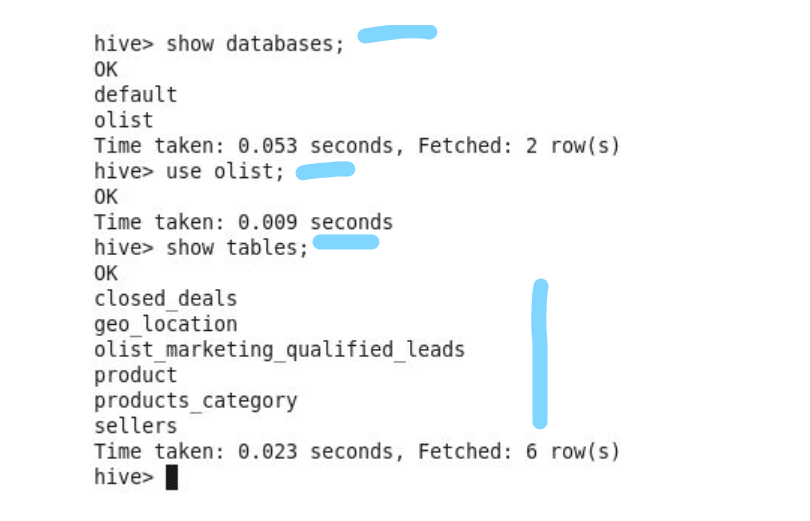 hive> show databases;
OK
default
olist
Time taken: 0.053 seconds, Fetched: 2 row(s)
hive> use olist;
OK
Time taken: 0.009 seconds
hive> show tables;
OK
closed_deals
geo_location
olist_marketing_qualified_leads
product
products_category
sellers
Time taken: 0.023 seconds, Fetched: 6 row(s)
hive>